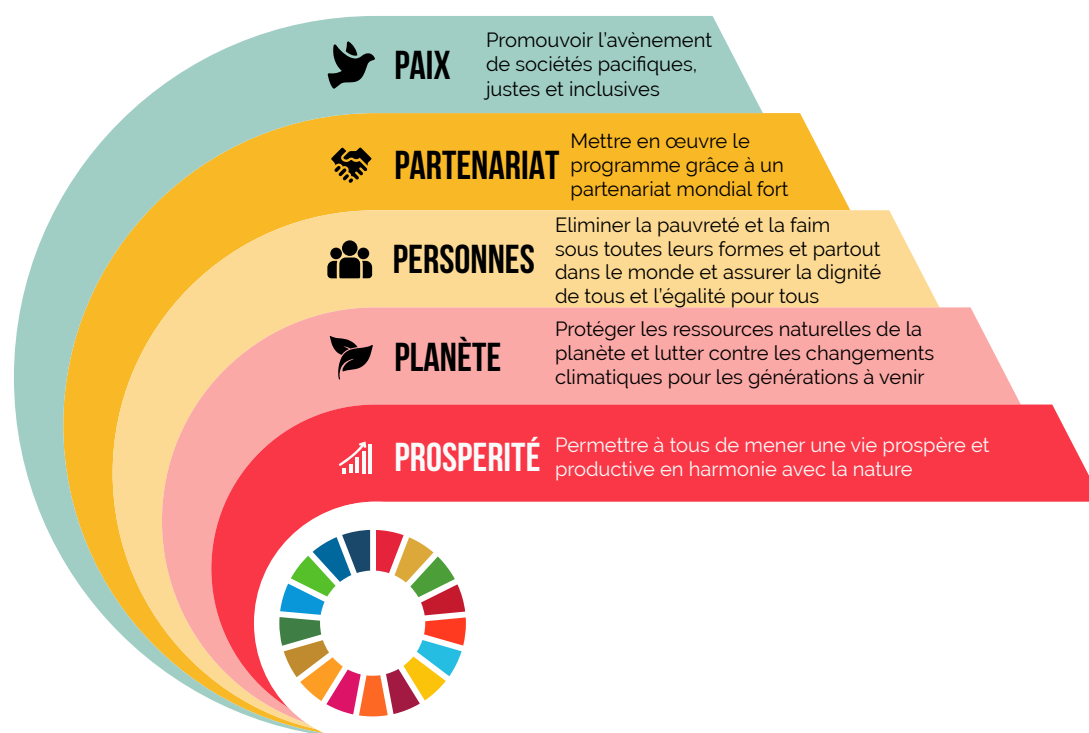 PAIX
Promouvoir l'avènement
de sociétés pacifiques,
justes et inclusives
PARTENARIAT
Mettre en œuvre le
programme grâce à un
partenariat mondial fort
PERSONNES
Eliminer la pauvreté et la faim
sous toutes leurs formes et partout
dans le monde et assurer la dignité
de tous et l'égalité pour tous
PLANÈTE
Protéger les ressources naturelles de la
planète et lutter contre les changements
climatiques pour les générations à venir
PROSPERITÉ
Permettre à tous de mener une vie prospère et
productive en harmonie avec la nature